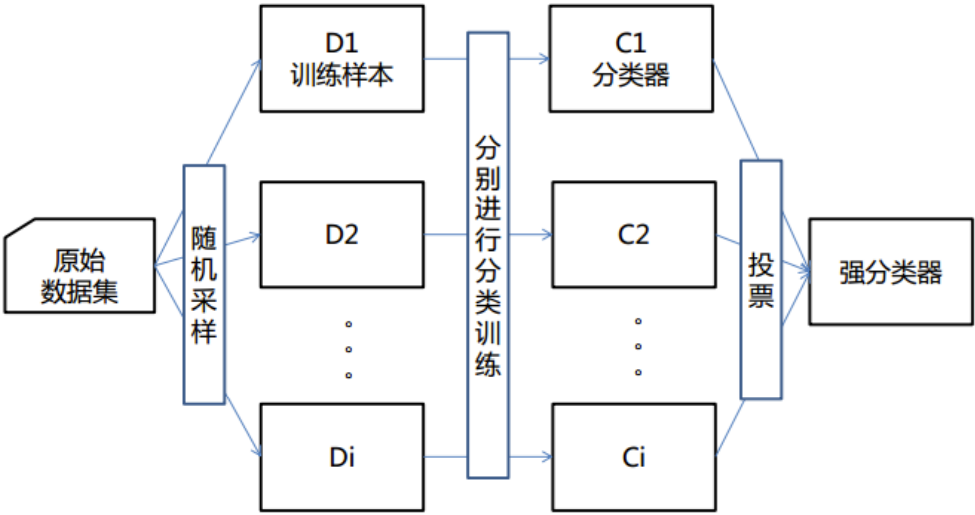 原始
数据集
随机采样
D1
训练样本
D2
。
。
。
Di
分别进行分类训练
C1
分类器
C2
。
。
。
Ci
投票
强分类器